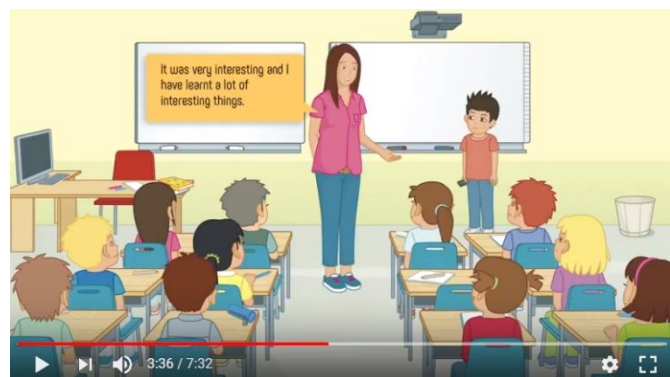 It was very interesting and I
have learnt a lot of
interesting things.
3:36 / 7:32